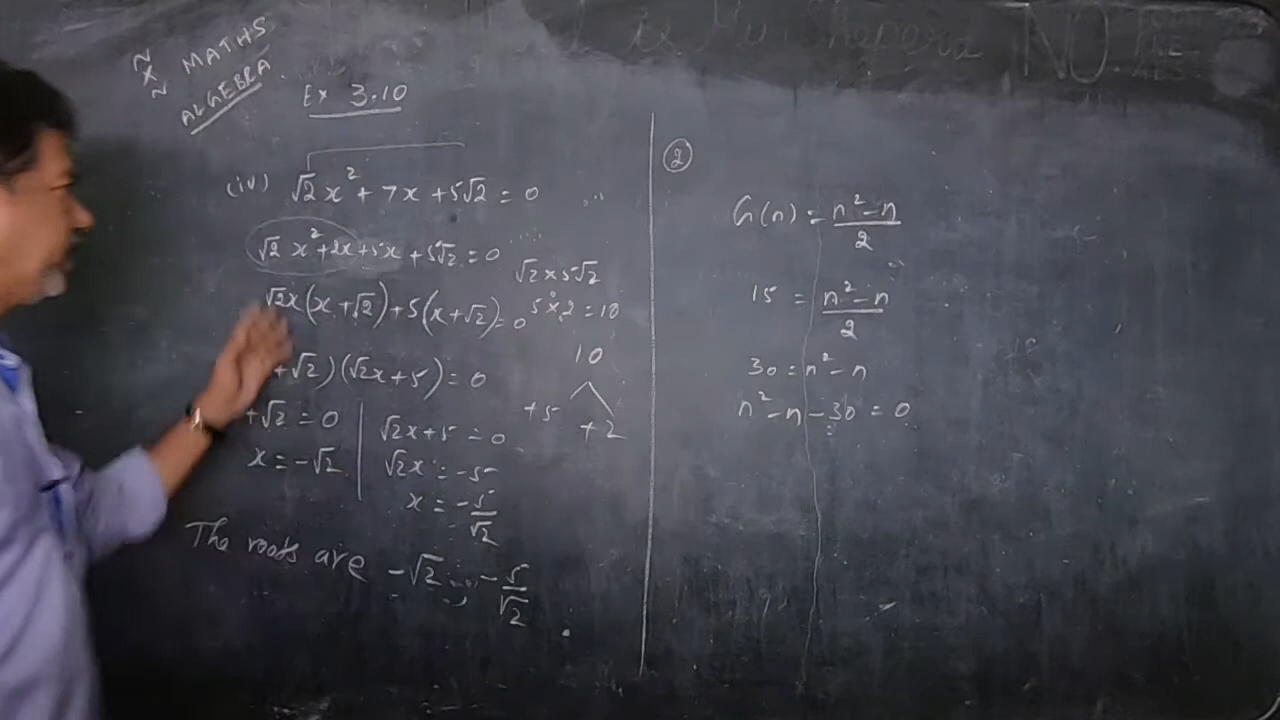 X
MATHS
ALGEBRA
Ex 3.10
(iv) √2 x² + 7x + 5√2 = 0
√2 x² + 2x + 5x + 5√2 = 0
√2 × 5√2
√2x(x + √2) + 5(x + √2) = 0
5 × 2 = 10
10
+5 +2
+ √2)(√2x + 5) = 0
+ √2 = 0
x = -√2
√2x + 5 = 0
√2x = -5
x = -5/√2
The roots are -√2, -5/√2
②
G(n) = n² - n / 2
15 = n² - n / 2
30 = n² - n
n² - n - 30 = 0
NO